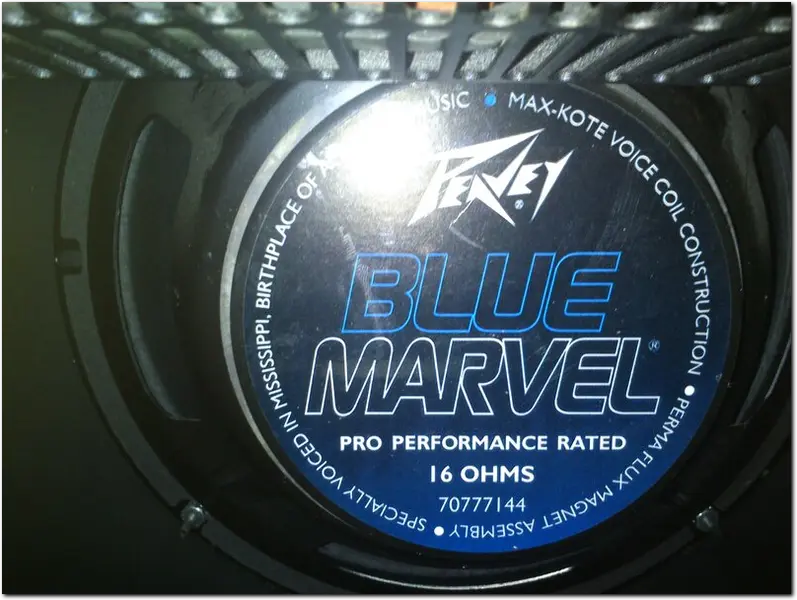 SPECIALLY VOICED IN MISSISSIPPI, BIRTHPLACE OF
MAX-KOTE VOICE COIL CONSTRUCTION
PERMA FLUX MAGNET ASSEMBLY
PEAVEY®
BLUE
MARVEL®
PRO PERFORMANCE RATED
16 OHMS
70777144